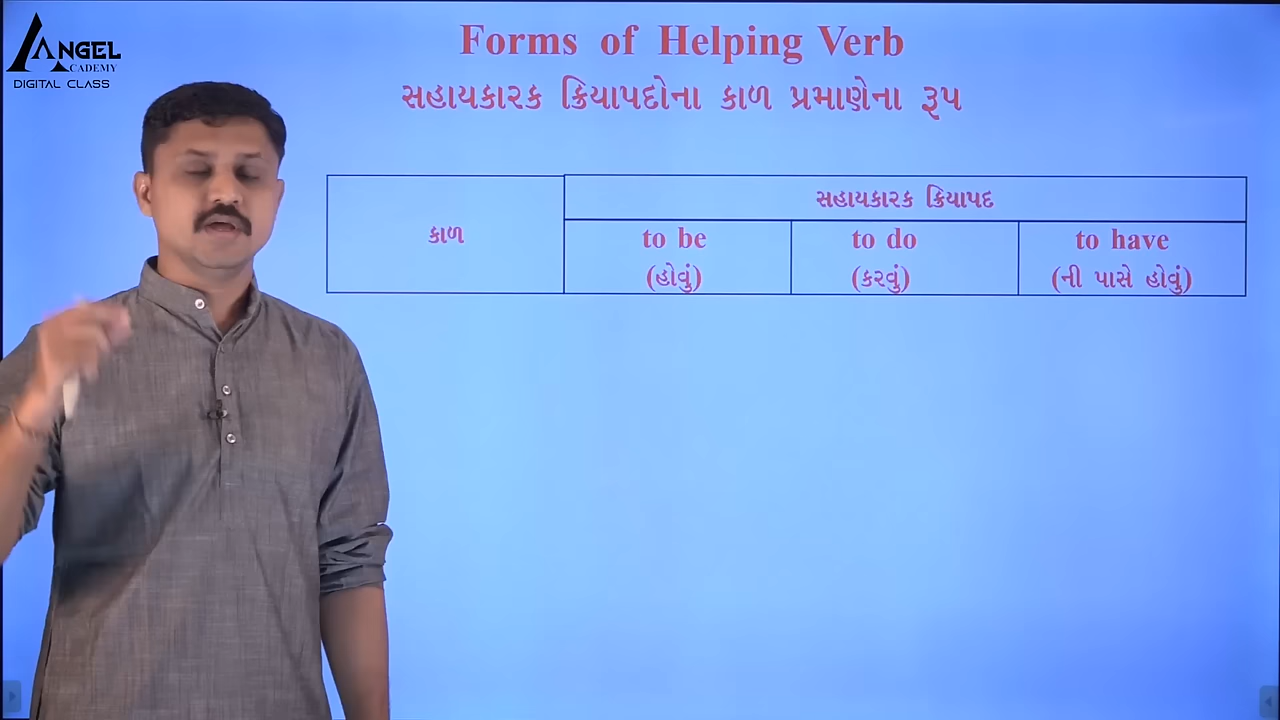 ANGEL
ACADEMY
DIGITAL CLASS
Forms of Helping Verb
સહાયકારક ક્રિયાપદોના કાળ પ્રમાણેના રૂપ
કાળ
સહાયકારક ક્રિયાપદ
to be
(હોવું)
to do
(કરવું)
to have
(ની પાસે હોવું)